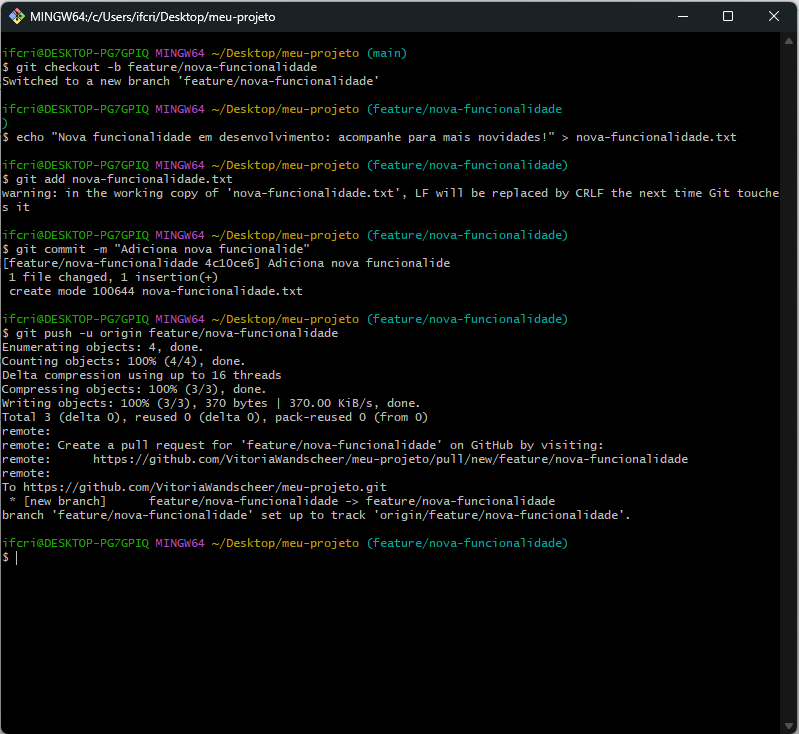 MINGW64:/c/Users/ifcri/Desktop/meu-projeto
ifcri@DESKTOP-PG7GPIQ MINGW64 ~/Desktop/meu-projeto (main)
$ git checkout -b feature/nova-funcionalidade
Switched to a new branch 'feature/nova-funcionalidade'
ifcri@DESKTOP-PG7GPIQ MINGW64 ~/Desktop/meu-projeto (feature/nova-funcionalidade
)
$ echo "Nova funcionalidade em desenvolvimento: acompanhe para mais novidades!" > nova-funcionalidade.txt
ifcri@DESKTOP-PG7GPIQ MINGW64 ~/Desktop/meu-projeto (feature/nova-funcionalidade)
$ git add nova-funcionalidade.txt
warning: in the working copy of 'nova-funcionalidade.txt', LF will be replaced by CRLF the next time Git touche
s it
ifcri@DESKTOP-PG7GPIQ MINGW64 ~/Desktop/meu-projeto (feature/nova-funcionalidade)
$ git commit -m "Adiciona nova funcionalide"
[feature/nova-funcionalidade 4c10ce6] Adiciona nova funcionalide
 1 file changed, 1 insertion(+)
 create mode 100644 nova-funcionalidade.txt
ifcri@DESKTOP-PG7GPIQ MINGW64 ~/Desktop/meu-projeto (feature/nova-funcionalidade)
$ git push -u origin feature/nova-funcionalidade
Enumerating objects: 4, done.
Counting objects: 100% (4/4), done.
Delta compression using up to 16 threads
Compressing objects: 100% (3/3), done.
Writing objects: 100% (3/3), 370 bytes | 370.00 KiB/s, done.
Total 3 (delta 0), reused 0 (delta 0), pack-reused 0 (from 0)
remote:
remote: Create a pull request for 'feature/nova-funcionalidade' on GitHub by visiting:
remote:      https://github.com/VitoriaWandscheer/meu-projeto/pull/new/feature/nova-funcionalidade
remote:
To https://github.com/VitoriaWandscheer/meu-projeto.git
 * [new branch]      feature/nova-funcionalidade -> feature/nova-funcionalidade
branch 'feature/nova-funcionalidade' set up to track 'origin/feature/nova-funcionalidade'.
ifcri@DESKTOP-PG7GPIQ MINGW64 ~/Desktop/meu-projeto (feature/nova-funcionalidade)
$